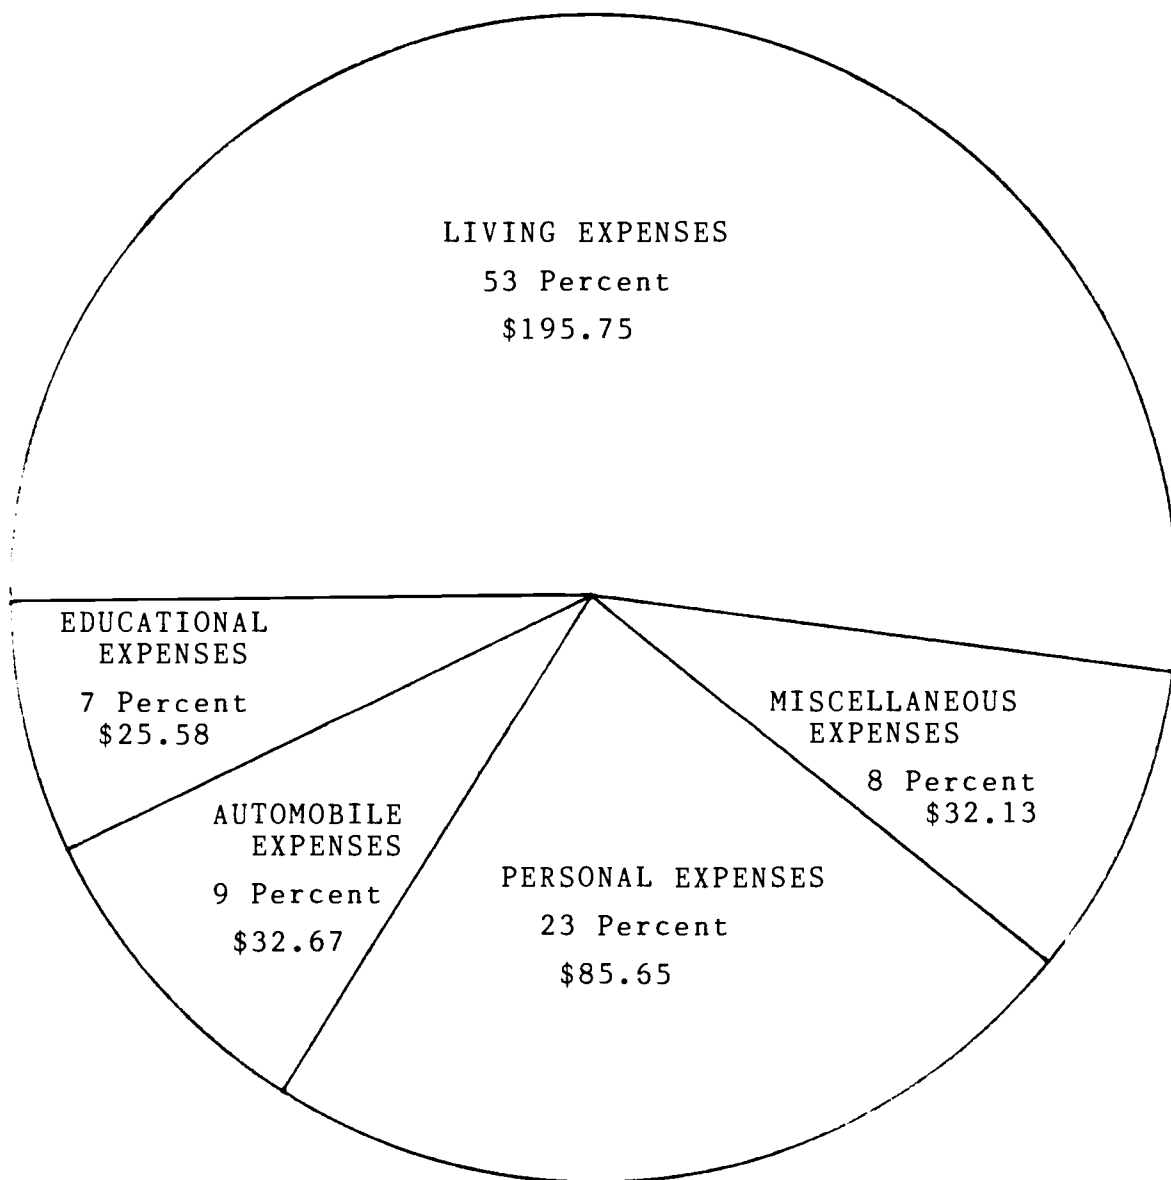 LIVING EXPENSES
53 Percent
$195.75
EDUCATIONAL
EXPENSES
7 Percent
$25.58
MISCELLANEOUS
EXPENSES
8 Percent
$32.13
AUTOMOBILE
EXPENSES
9 Percent
$32.67
PERSONAL EXPENSES
23 Percent
$85.65